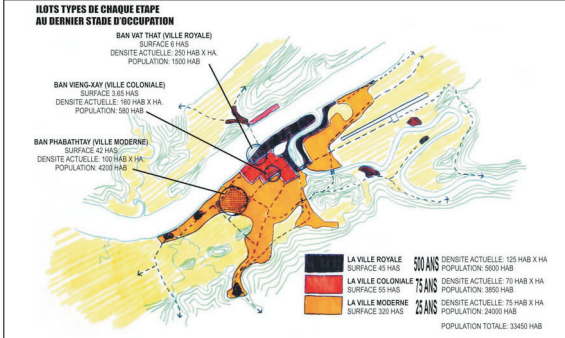 ILOTS TYPES DE CHAQUE ETAPE
AU DERNIER STADE D'OCCUPATION
BAN VAT THAT (VILLE ROYALE)
SURFACE 6 HAS
DENSITE ACTUELLE: 250 HAB X HA.
POPULATION: 1500 HAB
BAN VIENG-XAY (VILLE COLONIALE)
SURFACE 3.65 HAS
DENSITE ACTUELLE: 160 HAB X HA.
POPULATION: 580 HAB
BAN PHABATHTAY (VILLE MODERNE)
SURFACE 42 HAS
DENSITE ACTUELLE: 100 HAB X HA
POPULATION: 4200 HAB
LA VILLE ROYALE 500 ANS DENSITE ACTUELLE: 125 HAB X HA
SURFACE 45 HAS POPULATION: 5600 HAB
LA VILLE COLONIALE 75 ANS DENSITE ACTUELLE: 70 HAB X HA
SURFACE 55 HAS POPULATION: 3850 HAB
LA VILLE MODERNE 25 ANS DENSITE ACTUELLE: 75 HAB X HA
SURFACE 320 HAS POPULATION: 24000 HAB
POPULATION TOTALE: 33450 HAB